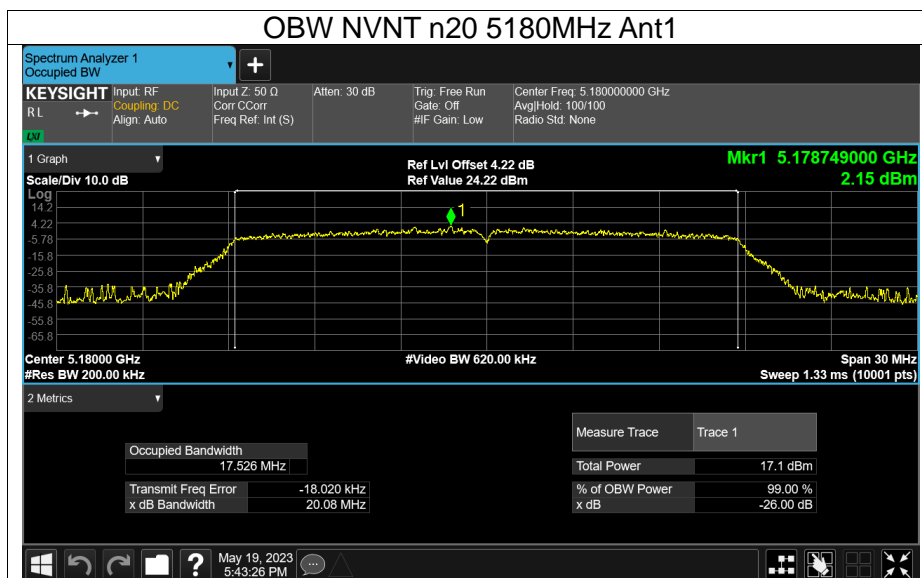 OBW NVNT n20 5180MHz Ant1
Spectrum Analyzer 1
Occupied BW
+
KEYSIGHT
R L
LXI
Input: RF
Coupling: DC
Align: Auto
Input Z: 50 Ω
Corr CCorr
Freq Ref: Int (S)
Atten: 30 dB
Trig: Free Run
Gate: Off
#IF Gain: Low
Center Freq: 5.180000000 GHz
Avg|Hold: 100/100
Radio Std: None
1 Graph
Scale/Div 10.0 dB
Ref Lvl Offset 4.22 dB
Ref Value 24.22 dBm
Mkr1 5.178749000 GHz
2.15 dBm
Log
14.2
4.22
-5.78
-15.8
-25.8
-35.8
-45.8
-55.8
-65.8
1
Center 5.18000 GHz
#Res BW 200.00 kHz
#Video BW 620.00 kHz
Span 30 MHz
Sweep 1.33 ms (10001 pts)
2 Metrics
Occupied Bandwidth
17.526 MHz
Transmit Freq Error -18.020 kHz
x dB Bandwidth 20.08 MHz
Measure Trace Trace 1
Total Power 17.1 dBm
% of OBW Power 99.00 %
x dB -26.00 dB
?
May 19, 2023
5:43:26 PM